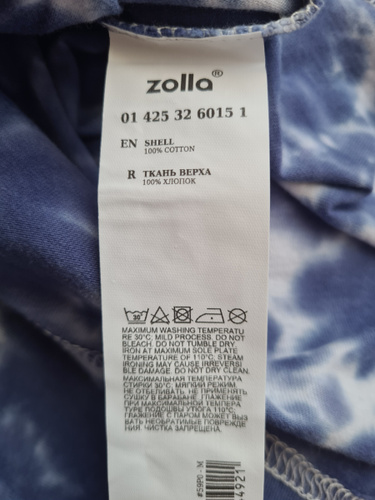 zolla®
01 425 32 6015 1
EN SHELL
100% COTTON
R ТКАНЬ ВЕРХА
100% ХЛОПОК
30°
MAXIMUM WASHING TEMPERATU
RE 30°C. MILD PROCESS. DO NOT
BLEACH. DO NOT TUMBLE DRY.
IRON AT MAXIMUM SOLE PLATE
TEMPERATURE OF 110°C, STEAM
IRONING MAY CAUSE IRREVERSI
BLE DAMAGE. DO NOT DRY CLEAN.
МАКСИМАЛЬНАЯ ТЕМПЕРАТУРА
СТИРКИ 30°C. МЯГКИЙ РЕЖИМ.
НЕ ОТБЕЛИВАТЬ. НЕ ПРИМЕНЯТЬ
СУШКУ В БАРАБАНЕ. ГЛАЖЕНИЕ
ПРИ МАКСИМАЛЬНОЙ ТЕМПЕРА
ТУРЕ ПОДОШВЫ УТЮГА 110°C;
ГЛАЖЕНИЕ С ПАРОМ МОЖЕТ ВЫЗ
ВАТЬ НЕОБРАТИМЫЕ ПОВРЕЖДЕ
НИЯ. ЧИСТКА ЗАПРЕЩЕНА.
4921